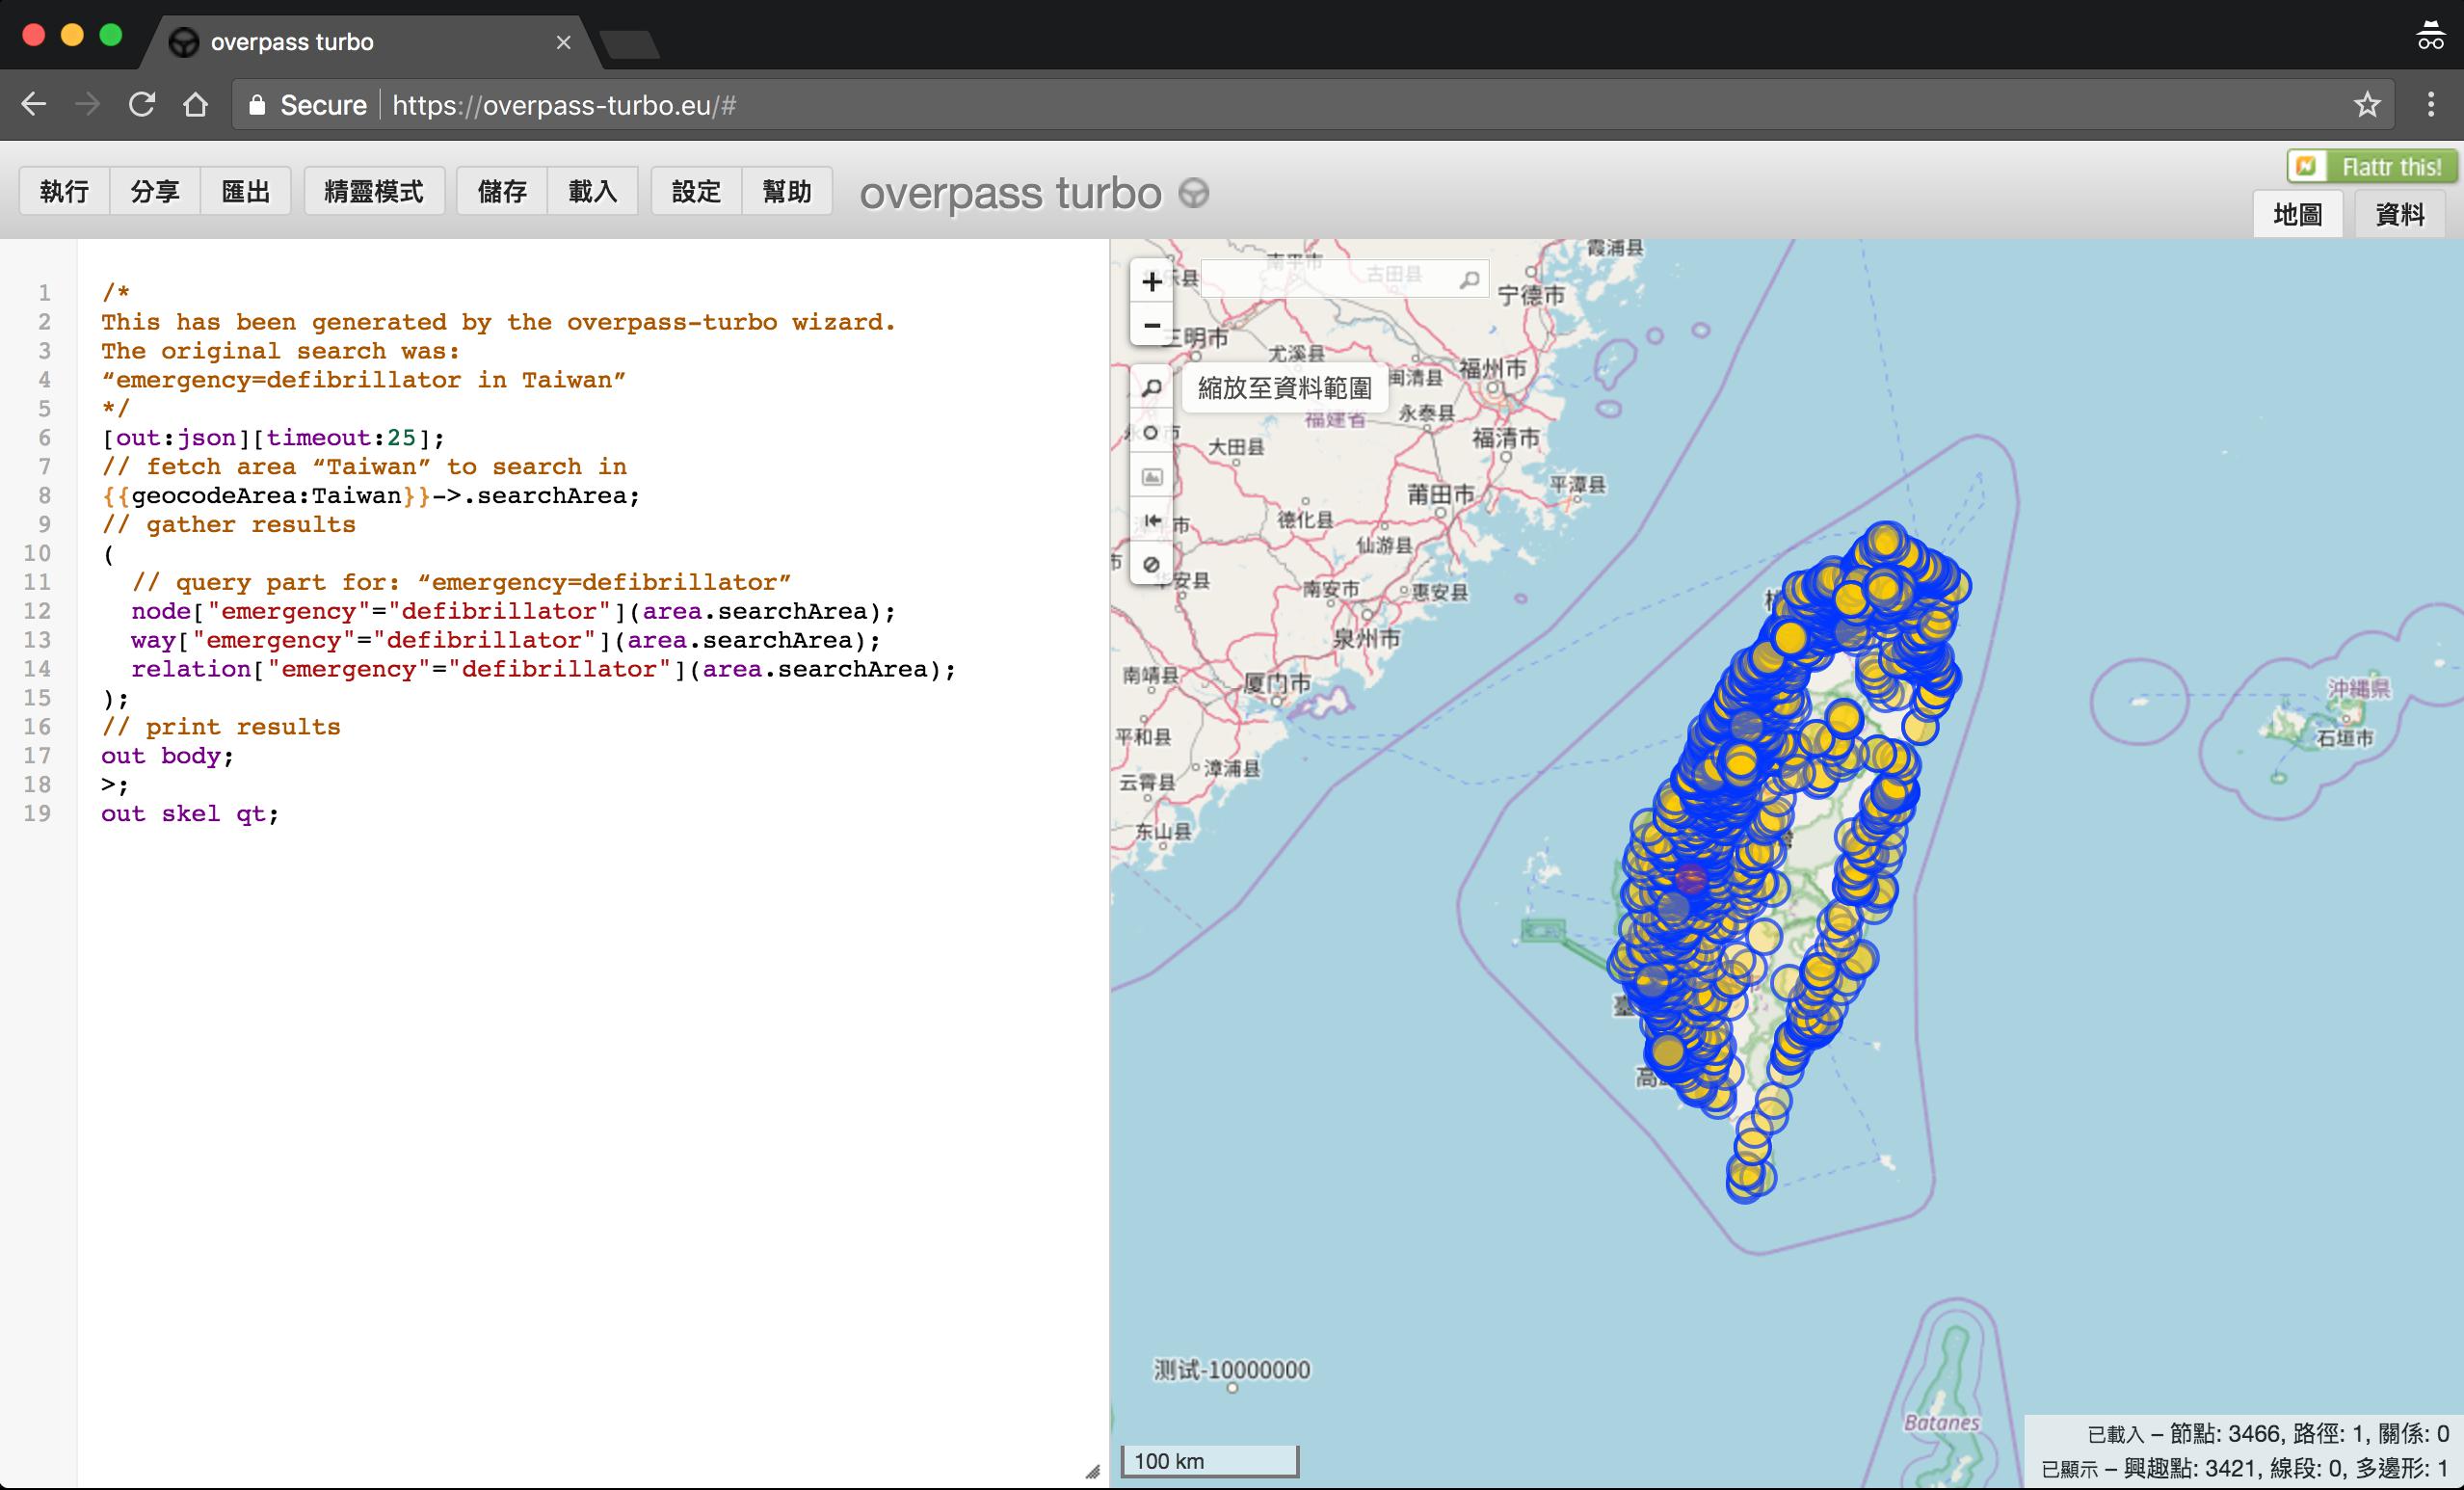 overpass turbo
Secure https://overpass-turbo.eu/#
執行 分享 匯出 精靈模式 儲存 載入 設定 幫助 overpass turbo
Flattr this!
地圖 資料
1 /*
2 This has been generated by the overpass-turbo wizard.
3 The original search was:
4 “emergency=defibrillator in Taiwan”
5 */
6 [out:json][timeout:25];
7 // fetch area “Taiwan” to search in
8 {{geocodeArea:Taiwan}}->.searchArea;
9 // gather results
10 (
11 // query part for: “emergency=defibrillator”
12 node["emergency"="defibrillator"](area.searchArea);
13 way["emergency"="defibrillator"](area.searchArea);
14 relation["emergency"="defibrillator"](area.searchArea);
15 );
16 // print results
17 out body;
18 >;
19 out skel qt;
+
−
縮放至資料範圍
霞浦县
南平市
古田县
宁德市
三明市
尤溪县
福州市
闽清县
永泰县
福建省
大田县
福清市
平潭县
莆田市
德化县
仙游县
南安市
惠安县
泉州市
南靖县
厦门市
平和县
云霄县
漳浦县
东山县
沖縄県
石垣市
测试-10000000
Batanes
100 km
已載入 – 節點: 3466, 路徑: 1, 關係: 0
已顯示 – 興趣點: 3421, 線段: 0, 多邊形: 1